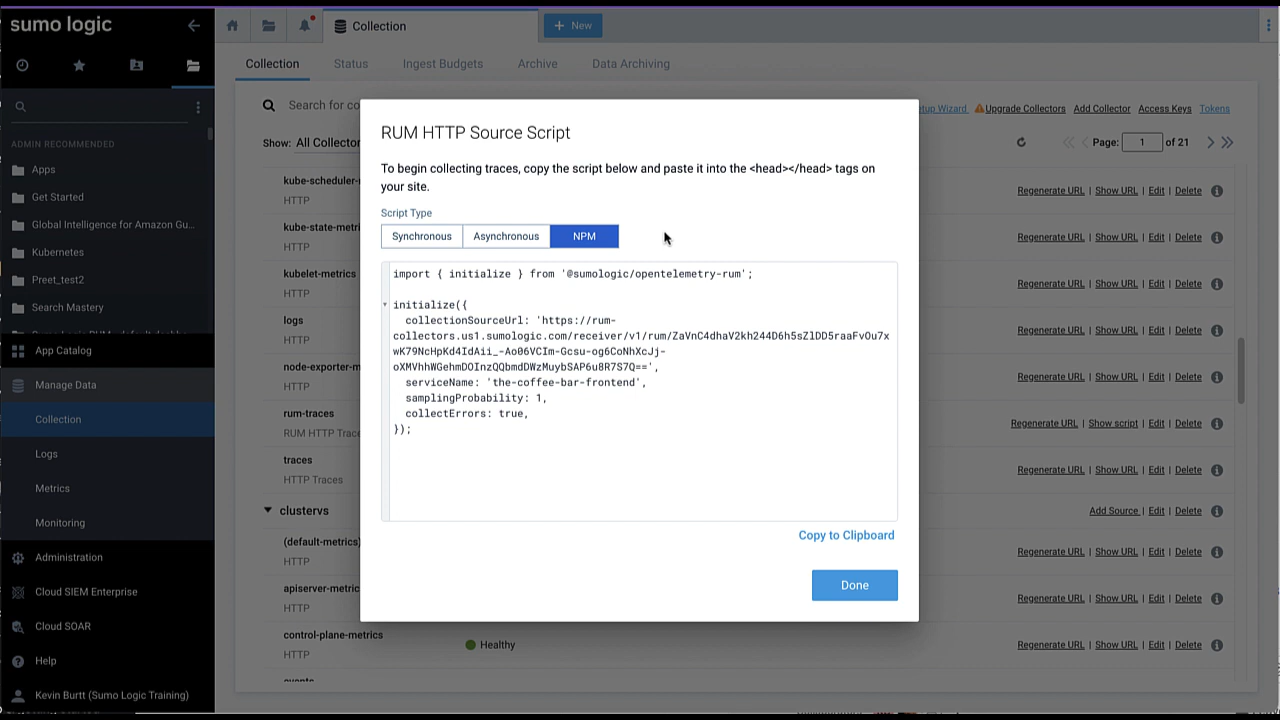 sumo logic
Collection
+ New
Collection
Status
Ingest Budgets
Archive
Data Archiving
Search for co
Upgrade Collectors
Add Collector
Access Keys
Tokens
Show: All Collector
Page: 1 of 21
ADMIN RECOMMENDED
Apps
Get Started
Global Intelligence for Amazon Gu...
Kubernetes
Preet_test2
Search Mastery
App Catalog
Manage Data
Collection
Logs
Metrics
Monitoring
Administration
Cloud SIEM Enterprise
Cloud SOAR
Help
Kevin Burtt (Sumo Logic Training)
RUM HTTP Source Script
To begin collecting traces, copy the script below and paste it into the <head></head> tags on
your site.
Script Type
Synchronous
Asynchronous
NPM
import { initialize } from '@sumologic/opentelemetry-rum';
initialize({
collectionSourceUrl: 'https://rum-
collectors.us1.sumologic.com/receiver/v1/rum/ZaVnC4dhaV2kh244D6h5sZlDD5raaFvOu7x
wK79NcHpKd4IdAii_-Ao06VCIm-Gcsu-og6CoNhXcJj-
oXMVhhWGehmDOInzQQbmdDWzMuybSAP6u8R7S7Q==',
serviceName: 'the-coffee-bar-frontend',
samplingProbability: 1,
collectErrors: true,
});
Copy to Clipboard
Done
kube-scheduler-
HTTP
Regenerate URL | Show URL | Edit | Delete
kube-state-metri
HTTP
Regenerate URL | Show URL | Edit | Delete
kubelet-metrics
HTTP
Regenerate URL | Show URL | Edit | Delete
logs
HTTP
Regenerate URL | Show URL | Edit | Delete
node-exporter-m
HTTP
Regenerate URL | Show URL | Edit | Delete
rum-traces
RUM HTTP Trace
Regenerate URL | Show script | Edit | Delete
traces
HTTP Traces
Regenerate URL | Show URL | Edit | Delete
clustervs
Add Source | Edit | Delete
(default-metrics)
HTTP
Regenerate URL | Show URL | Edit | Delete
apiserver-metric
HTTP
Regenerate URL | Show URL | Edit | Delete
control-plane-metrics
HTTP
Healthy
Regenerate URL | Show URL | Edit | Delete